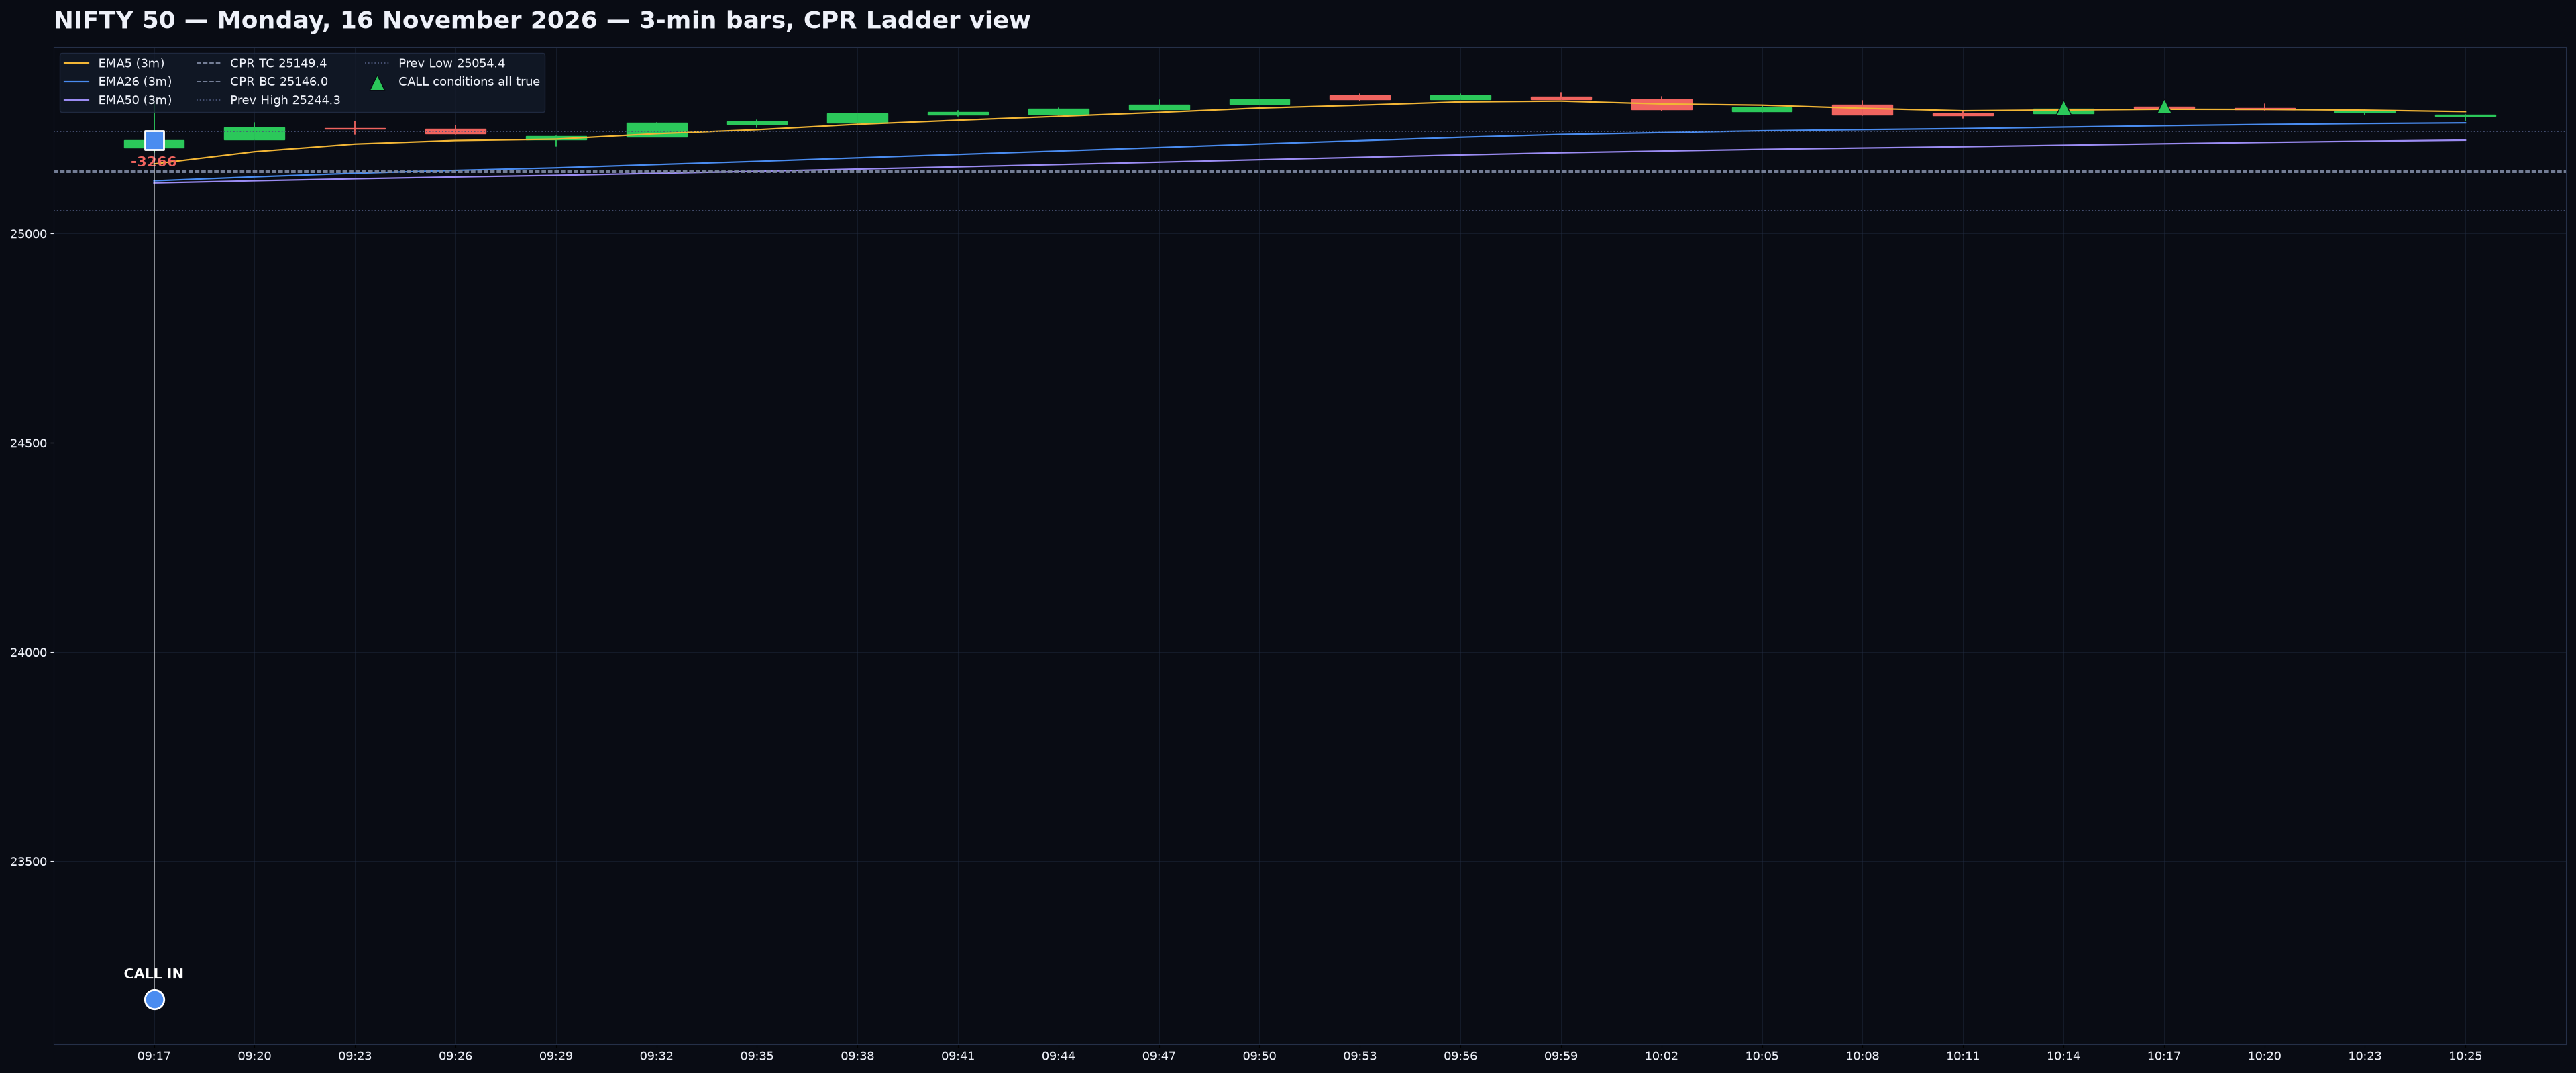 NIFTY 50 — Monday, 16 November 2026 — 3-min bars, CPR Ladder view
EMA5 (3m)
EMA26 (3m)
EMA50 (3m)
CPR TC 25149.4
CPR BC 25146.0
Prev High 25244.3
Prev Low 25054.4
CALL conditions all true
-3266
25000
24500
24000
23500
CALL IN
09:17 09:20 09:23 09:26 09:29 09:32 09:35 09:38 09:41 09:44 09:47 09:50 09:53 09:56 09:59 10:02 10:05 10:08 10:11 10:14 10:17 10:20 10:23 10:25